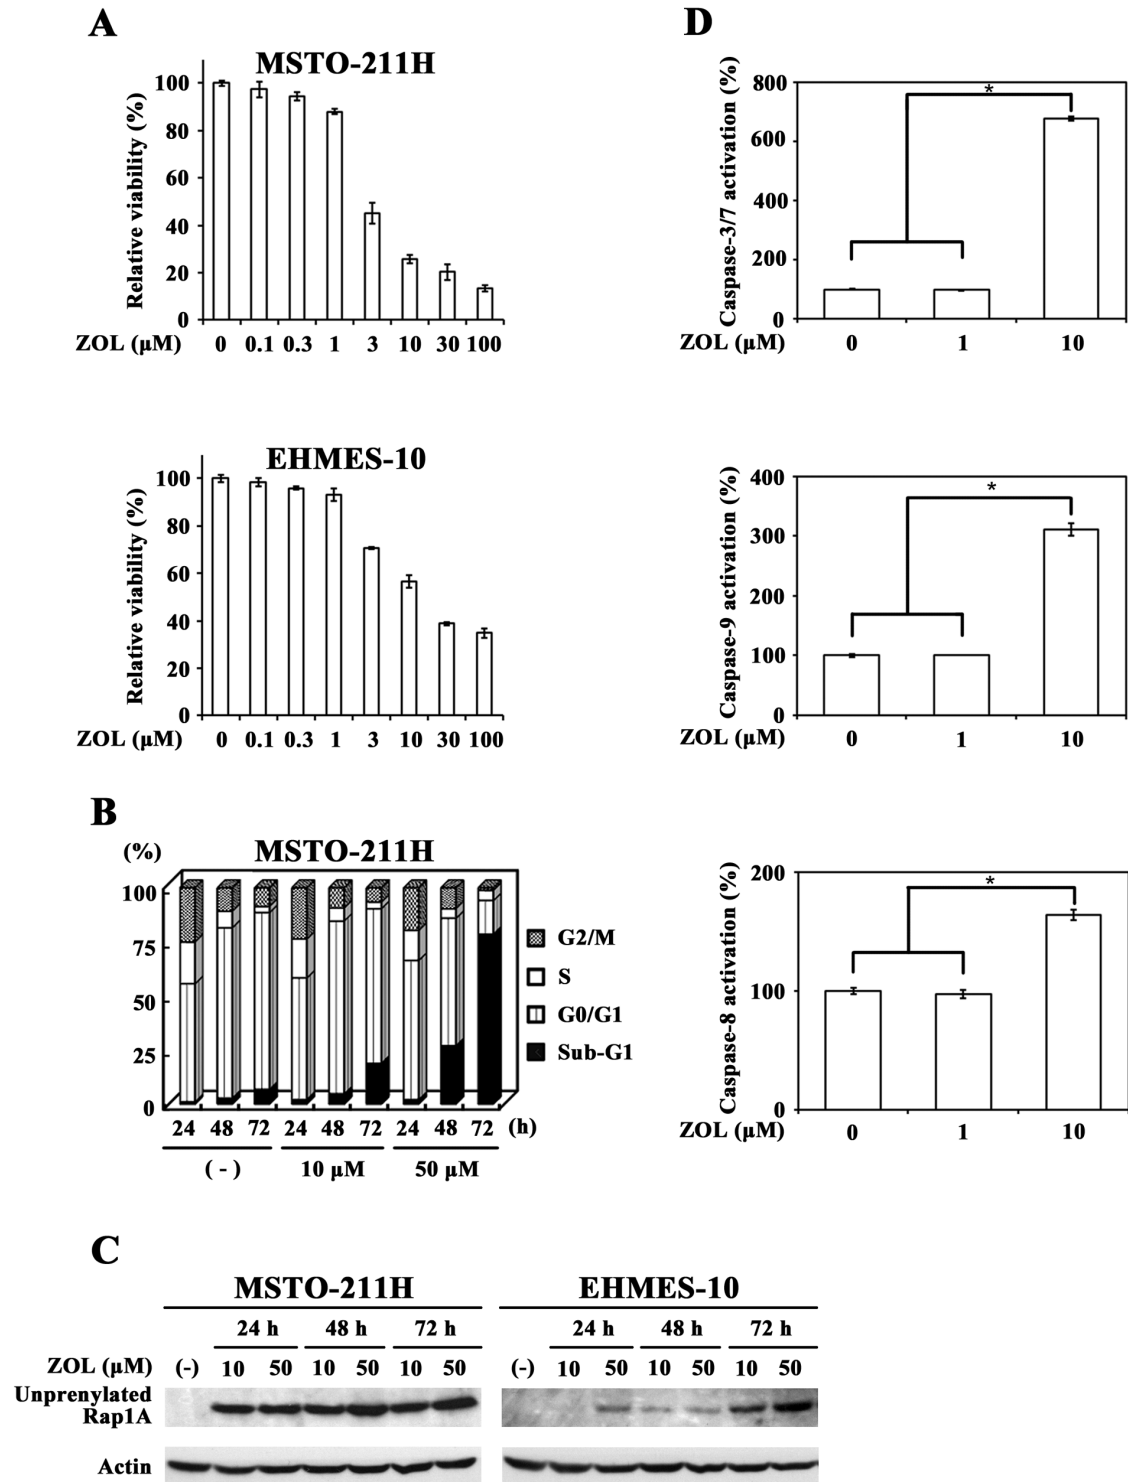 A
MSTO-211H
Relative viability (%)
100
80
60
40
20
0
ZOL (μM) 0 0.1 0.3 1 3 10 30 100
EHMES-10
Relative viability (%)
100
80
60
40
20
0
ZOL (μM) 0 0.1 0.3 1 3 10 30 100
B
(%)
MSTO-211H
100
75
50
25
0
24 48 72 24 48 72 24 48 72 (h)
(-) 10 μM 50 μM
G2/M
S
G0/G1
Sub-G1
C
MSTO-211H
24 h 48 h 72 h
ZOL (μM) (-) 10 50 10 50 10 50
EHMES-10
24 h 48 h 72 h
(-) 10 50 10 50 10 50
Unprenylated
Rap1A
Actin
D
Caspase-3/7 activation (%)
800
600
400
200
0
*
ZOL (μM) 0 1 10
Caspase-9 activation (%)
400
300
200
100
0
*
ZOL (μM) 0 1 10
Caspase-8 activation (%)
200
100
0
*
ZOL (μM) 0 1 10